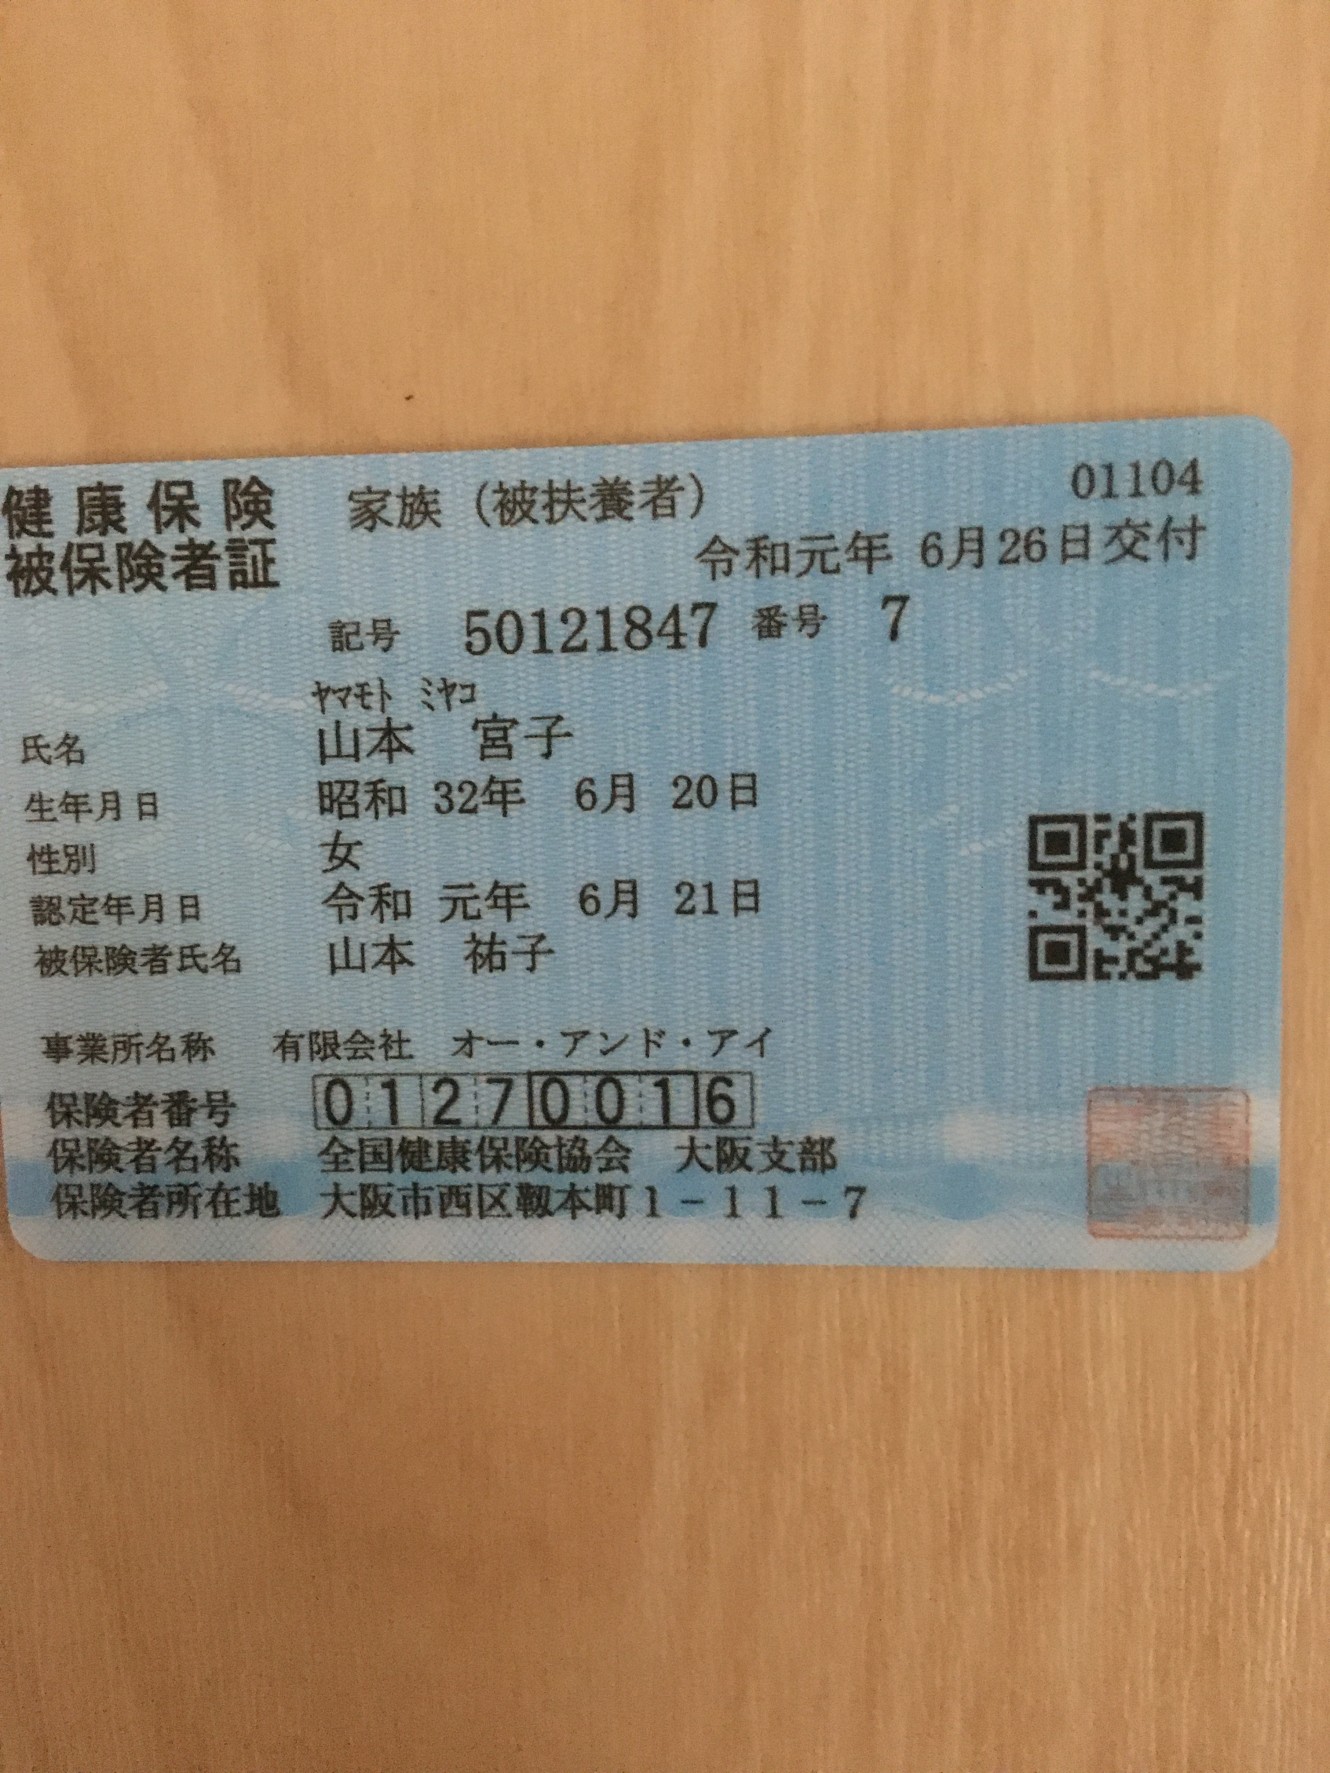 健康保険 家族（被扶養者） 01104
被保険者証 令和元年 6月26日交付
記号 50121847 番号 7
ﾔﾏﾓﾄ ﾐﾔｺ
氏名 山本 宮子
生年月日 昭和 32年 6月 20日
性別 女
認定年月日 令和 元年 6月 21日
被保険者氏名 山本 祐子
事業所名称 有限会社 オー・アンド・アイ
保険者番号 01270016
保険者名称 全国健康保険協会 大阪支部
保険者所在地 大阪市西区靱本町1－11－7